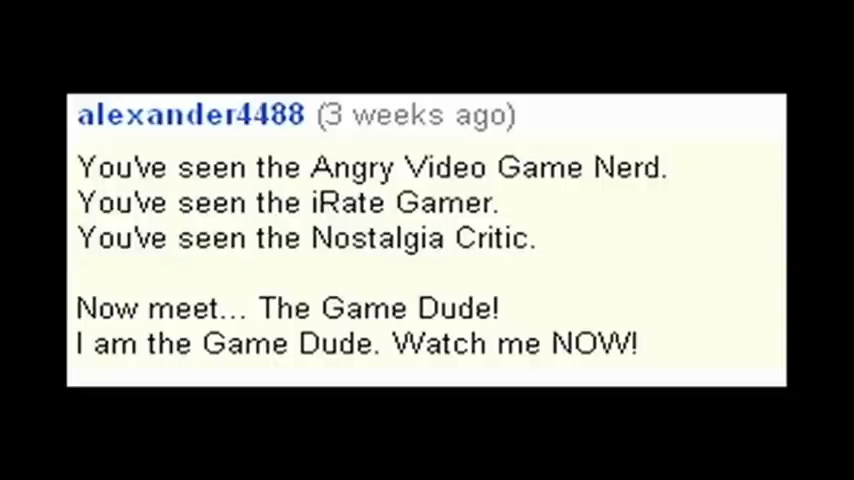 alexander4488 (3 weeks ago)
You've seen the Angry Video Game Nerd.
You've seen the iRate Gamer.
You've seen the Nostalgia Critic.
Now meet... The Game Dude!
I am the Game Dude. Watch me NOW!